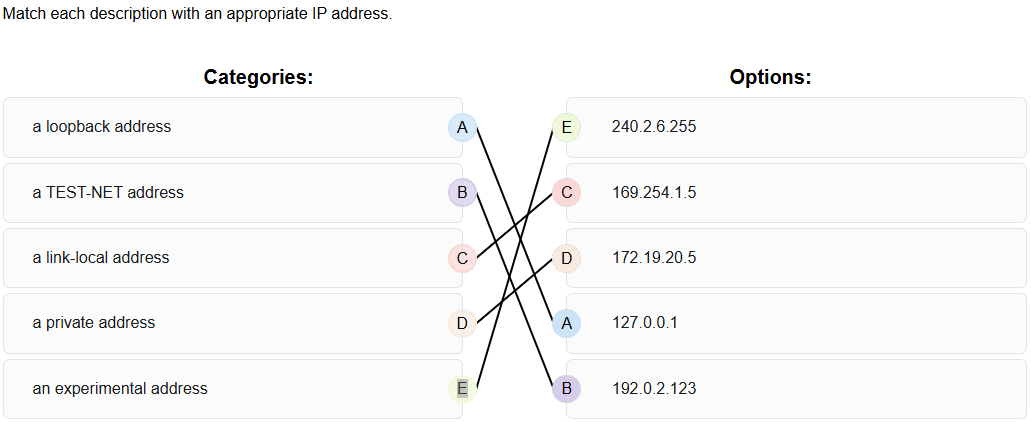 Match each description with an appropriate IP address.
Categories:
Options:
a loopback address
A
E
240.2.6.255
a TEST-NET address
B
C
169.254.1.5
a link-local address
C
D
172.19.20.5
a private address
D
A
127.0.0.1
an experimental address
E
B
192.0.2.123